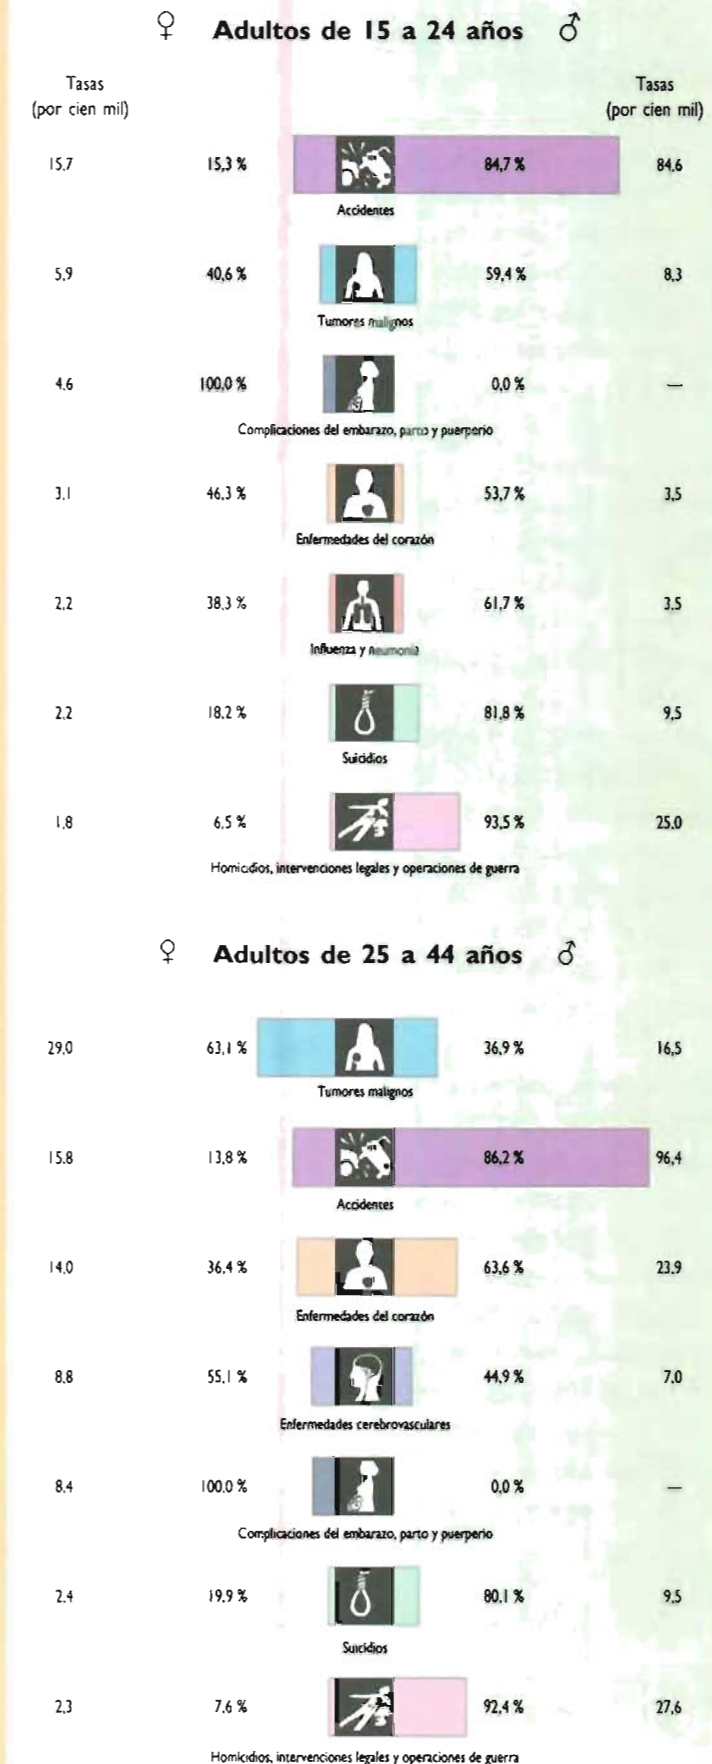 ♀ Adultos de 15 a 24 años ♂
Tasas Tasas
(por cien mil) (por cien mil)
15,7 15,3 % 84,7 % 84,6
Accidentes
5,9 40,6 % 59,4 % 8,3
Tumores malignos
4,6 100,0 % 0,0 % —
Complicaciones del embarazo, parto y puerperio
3,1 46,3 % 53,7 % 3,5
Enfermedades del corazón
2,2 38,3 % 61,7 % 3,5
Influenza y neumonía
2,2 18,2 % 81,8 % 9,5
Suicidios
1,8 6,5 % 93,5 % 25,0
Homicidios, intervenciones legales y operaciones de guerra
♀ Adultos de 25 a 44 años ♂
29,0 63,1 % 36,9 % 16,5
Tumores malignos
15,8 13,8 % 86,2 % 96,4
Accidentes
14,0 36,4 % 63,6 % 23,9
Enfermedades del corazón
8,8 55,1 % 44,9 % 7,0
Enfermedades cerebrovasculares
8,4 100,0 % 0,0 % —
Complicaciones del embarazo, parto y puerperio
2,4 19,9 % 80,1 % 9,5
Suicidios
2,3 7,6 % 92,4 % 27,6
Homicidios, intervenciones legales y operaciones de guerra